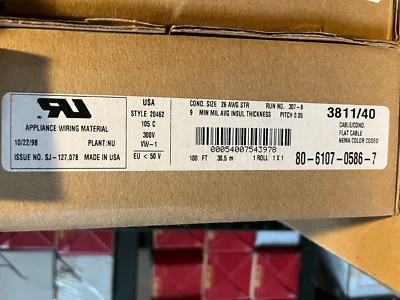 RU
APPLIANCE WIRING MATERIAL
10/22/98 PLANT:NU
ISSUE NO. SJ-127,078 MADE IN USA
USA
STYLE 20462
105 C
300V
VW-1
EU < 50 V
COND. SIZE 26 AWG STR RUN NO. 307-8
9 MIN MIL AVG INSUL THICKNESS PITCH 0.05
00054007543978
100 FT 30,5 m 1 ROLL 1 X 1
3811/40
CABLE/COND.
FLAT CABLE
NEMA COLOR CODED
80-6107-0586-7